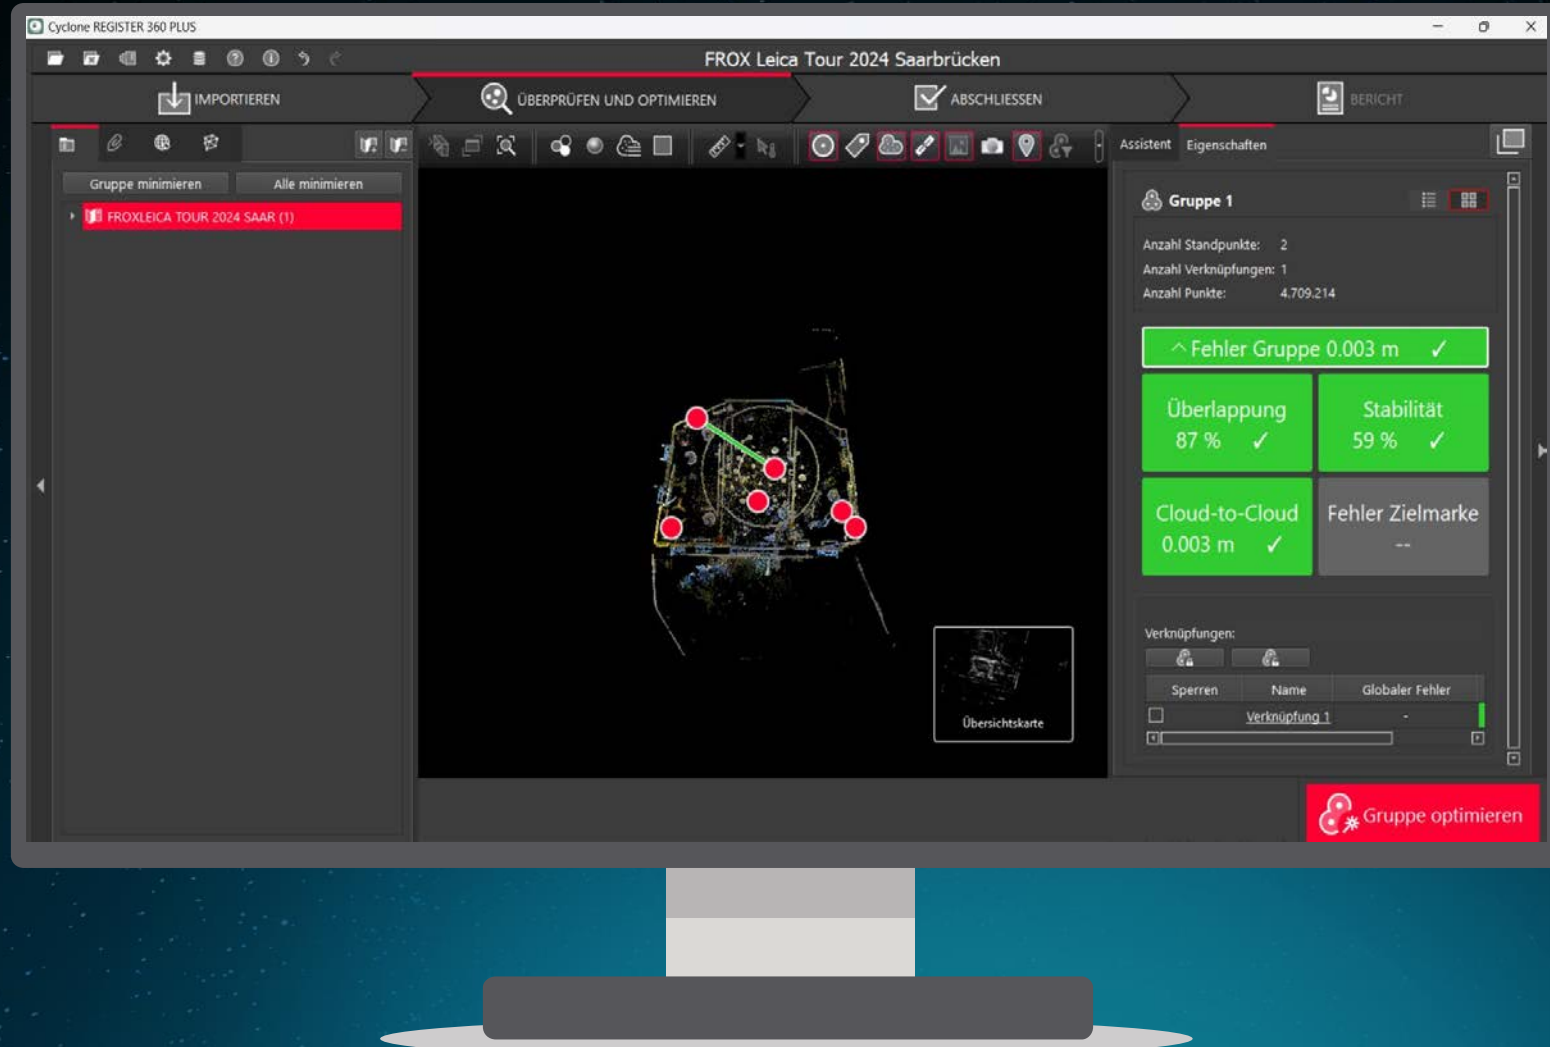 Cyclone REGISTER 360 PLUS
FROX Leica Tour 2024 Saarbrücken
IMPORTIEREN
ÜBERPRÜFEN UND OPTIMIEREN
ABSCHLIESSEN
BERICHT
Gruppe minimieren
Alle minimieren
FROXLEICA TOUR 2024 SAAR (1)
Übersichtskarte
Assistent Eigenschaften
Gruppe 1
Anzahl Standpunkte: 2
Anzahl Verknüpfungen: 1
Anzahl Punkte: 4.709.214
Fehler Gruppe 0.003 m ✓
Überlappung
87 % ✓
Stabilität
59 % ✓
Cloud-to-Cloud
0.003 m ✓
Fehler Zielmarke
--
Verknüpfungen:
Sperren Name Globaler Fehler
Verknüpfung 1 -
Gruppe optimieren